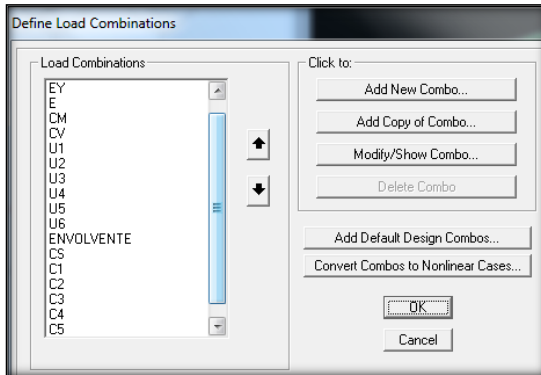 Define Load Combinations
Load Combinations
EY
E
CM
CV
U1
U2
U3
U4
U5
U6
ENVOLVENTE
CS
C1
C2
C3
C4
C5
Click to:
Add New Combo...
Add Copy of Combo...
Modify/Show Combo...
Delete Combo
Add Default Design Combos...
Convert Combos to Nonlinear Cases...
OK
Cancel